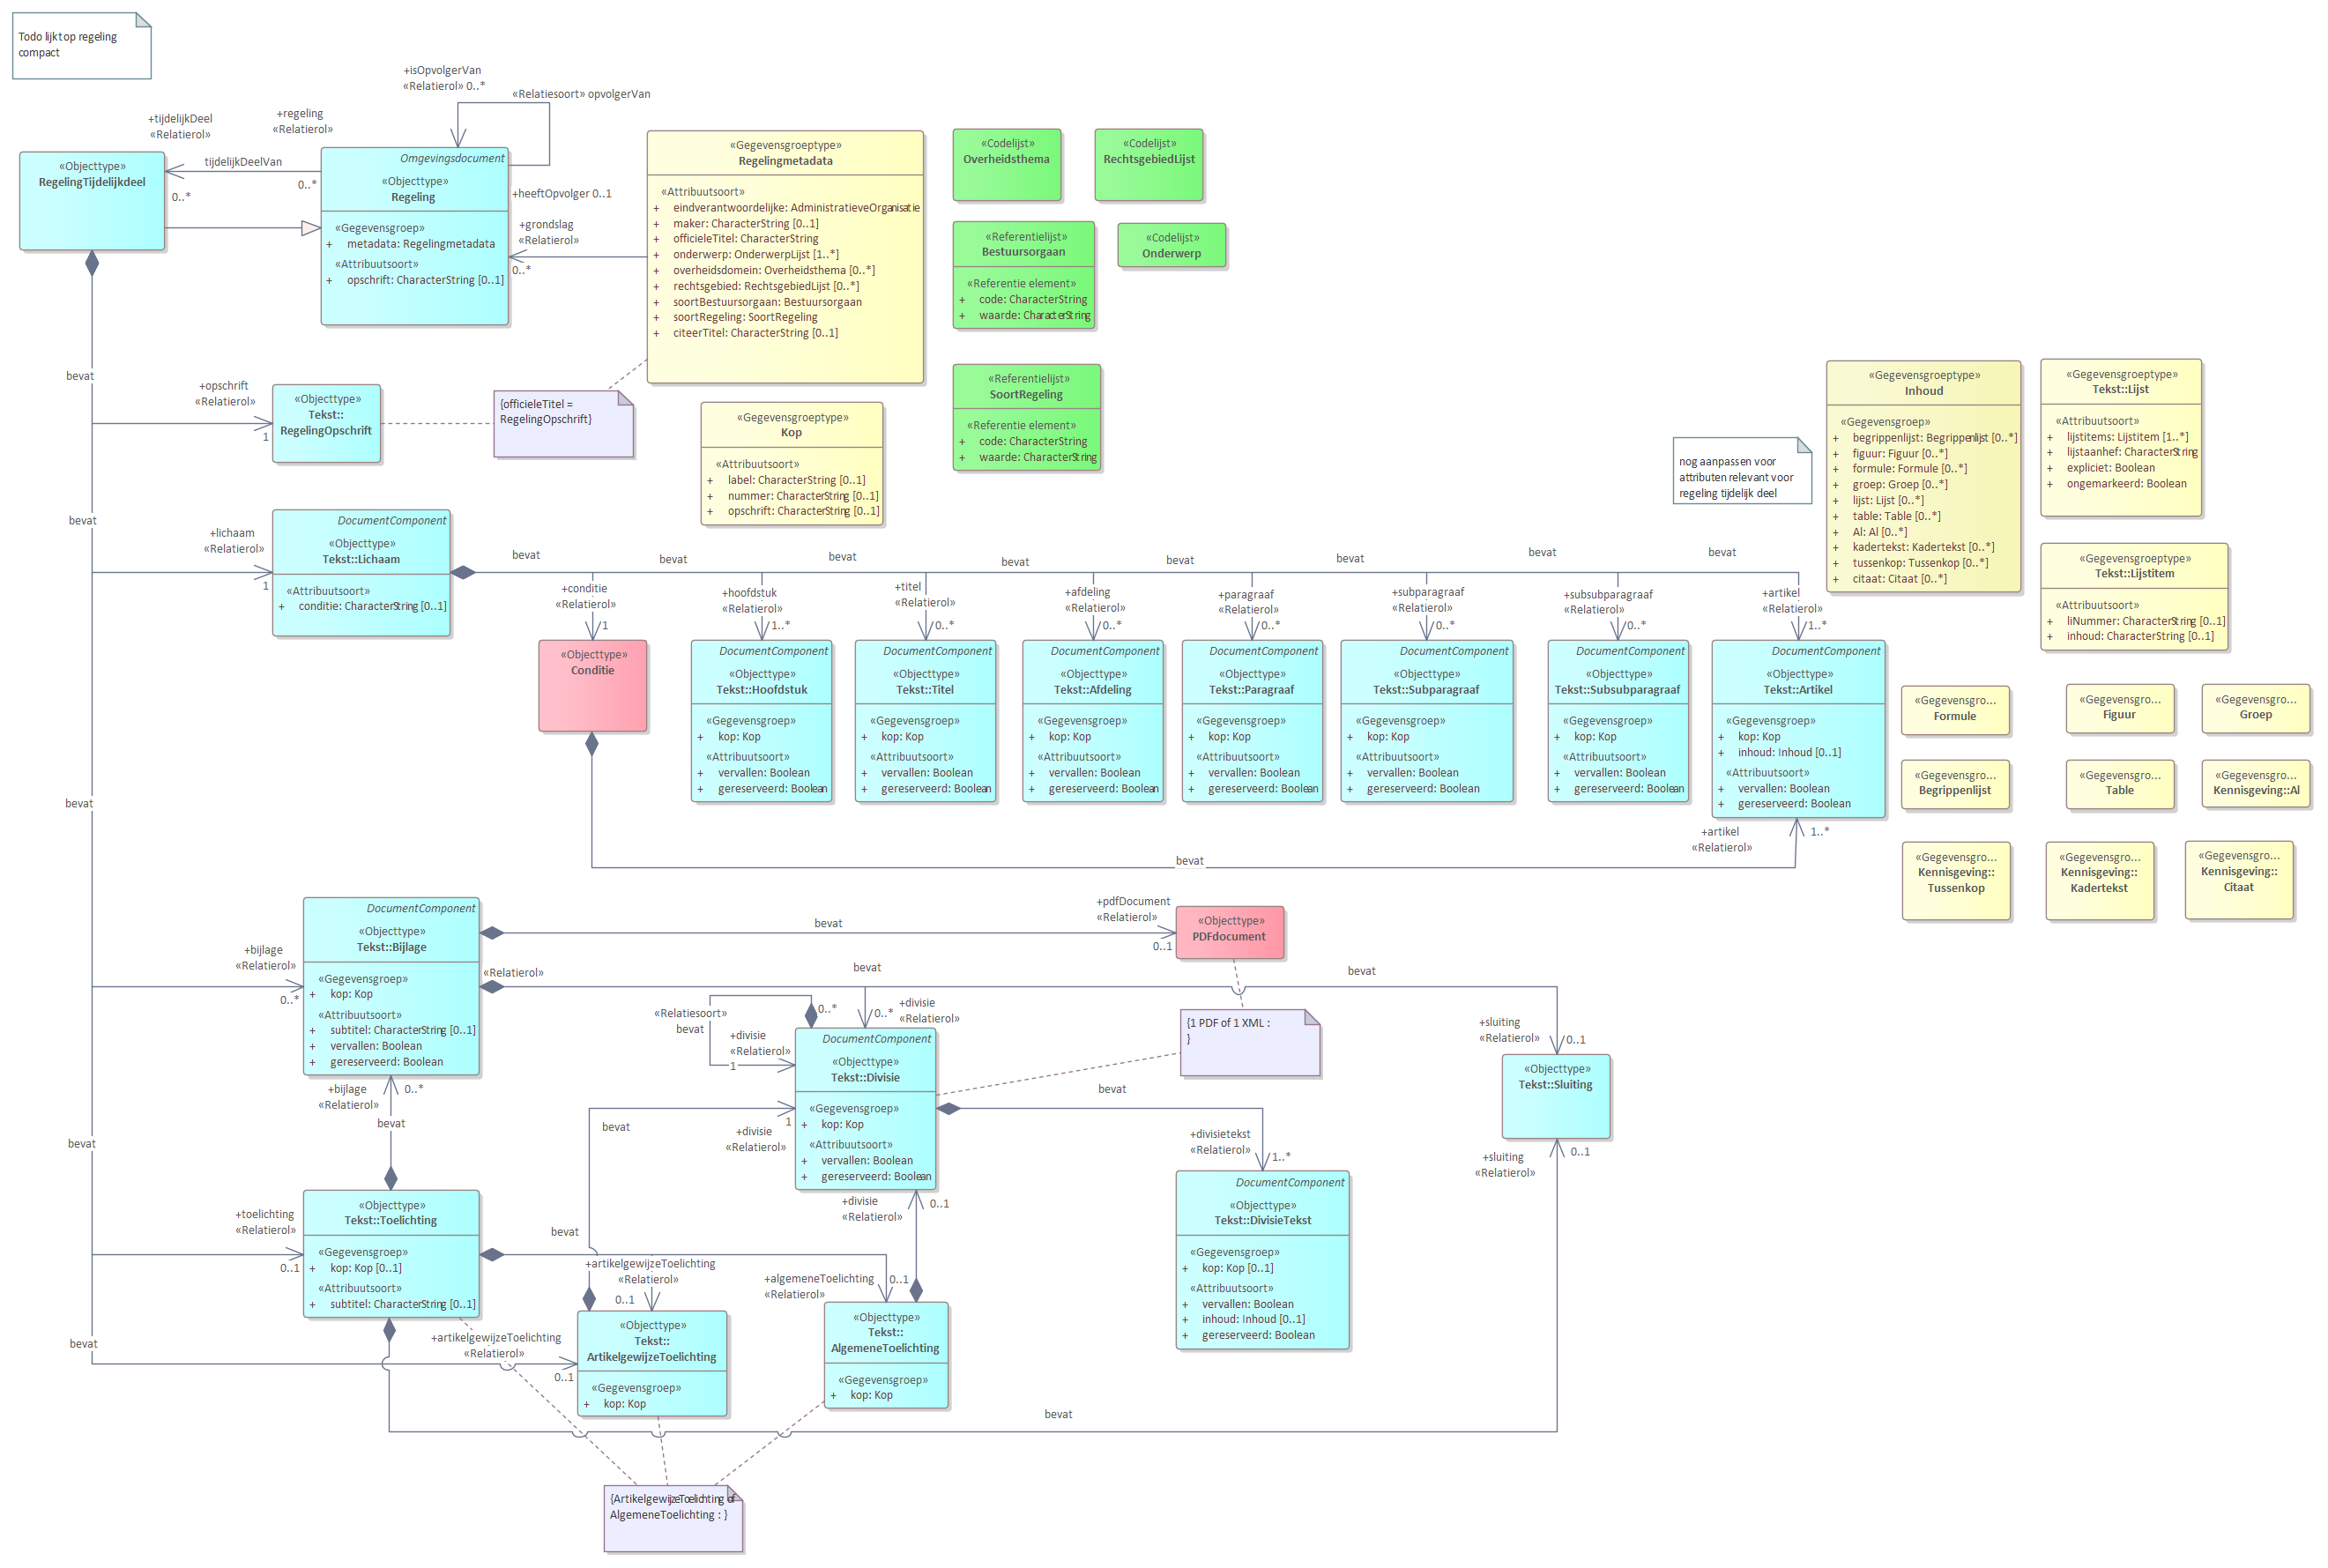 Todo lijkt op regeling
compact
+isOpvolgerVan
«Relatierol» 0..*
«Relatiesoort» opvolgerVan
+tijdelijkDeel
«Relatierol»
+regeling
«Relatierol»
tijdelijkDeelVan
0..*
0..*
«Objecttype»
RegelingTijdelijkdeel
Omgevingsdocument
«Objecttype»
Regeling
«Gegevensgroep»
+ metadata: Regelingmetadata
«Attribuutsoort»
+ opschrift: CharacterString [0..1]
+heeftOpvolger 0..1
+grondslag
«Relatierol»
0..*
«Gegevensgroeptype»
Regelingmetadata
«Attribuutsoort»
+ eindverantwoordelijke: AdministratieveOrganisatie
+ maker: CharacterString [0..1]
+ officieleTitel: CharacterString
+ onderwerp: OnderwerpLijst [1..*]
+ overheidsdomein: Overheidsthema [0..*]
+ rechtsgebied: RechtsgebiedLijst [0..*]
+ soortBestuursorgaan: Bestuursorgaan
+ soortRegeling: SoortRegeling
+ citeerTitel: CharacterString [0..1]
«Codelijst»
Overheidsthema
«Codelijst»
RechtsgebiedLijst
«Referentielijst»
Bestuursorgaan
«Referentie element»
+ code: CharacterString
+ waarde: CharacterString
«Codelijst»
Onderwerp
«Referentielijst»
SoortRegeling
«Referentie element»
+ code: CharacterString
+ waarde: CharacterString
bevat
+opschrift
«Relatierol»
1
«Objecttype»
Tekst::
RegelingOpschrift
{officieleTitel =
RegelingOpschrift}
«Gegevensgroeptype»
Kop
«Attribuutsoort»
+ label: CharacterString [0..1]
+ nummer: CharacterString [0..1]
+ opschrift: CharacterString [0..1]
nog aanpassen voor
attributen relevant voor
regeling tijdelijk deel
«Gegevensgroeptype»
Inhoud
«Gegevensgroep»
+ begrippenlijst: Begrippenlijst [0..*]
+ figuur: Figuur [0..*]
+ formule: Formule [0..*]
+ groep: Groep [0..*]
+ lijst: Lijst [0..*]
+ table: Table [0..*]
+ Al: Al [0..*]
+ kadertekst: Kadertekst [0..*]
+ tussenkop: Tussenkop [0..*]
+ citaat: Citaat [0..*]
«Gegevensgroeptype»
Tekst::Lijst
«Attribuutsoort»
+ lijstitems: Lijstitem [1..*]
+ lijstaanhef: CharacterString
+ expliciet: Boolean
+ ongemarkeerd: Boolean
«Gegevensgroeptype»
Tekst::Lijstitem
«Attribuutsoort»
+ liNummer: CharacterString [0..1]
+ inhoud: CharacterString [0..1]
bevat
+lichaam
«Relatierol»
1
DocumentComponent
«Objecttype»
Tekst::Lichaam
«Attribuutsoort»
+ conditie: CharacterString [0..1]
bevat
bevat
bevat
bevat
bevat
bevat
bevat
bevat
+conditie
«Relatierol»
1
+hoofdstuk
«Relatierol»
1..*
+titel
«Relatierol»
0..*
+afdeling
«Relatierol»
0..*
+paragraaf
«Relatierol»
0..*
+subparagraaf
«Relatierol»
0..*
+subsubparagraaf
«Relatierol»
0..*
+artikel
«Relatierol»
1..*
«Objecttype»
Conditie
DocumentComponent
«Objecttype»
Tekst::Hoofdstuk
«Gegevensgroep»
+ kop: Kop
«Attribuutsoort»
+ vervallen: Boolean
+ gereserveerd: Boolean
DocumentComponent
«Objecttype»
Tekst::Titel
«Gegevensgroep»
+ kop: Kop
«Attribuutsoort»
+ vervallen: Boolean
+ gereserveerd: Boolean
DocumentComponent
«Objecttype»
Tekst::Afdeling
«Gegevensgroep»
+ kop: Kop
«Attribuutsoort»
+ vervallen: Boolean
+ gereserveerd: Boolean
DocumentComponent
«Objecttype»
Tekst::Paragraaf
«Gegevensgroep»
+ kop: Kop
«Attribuutsoort»
+ vervallen: Boolean
+ gereserveerd: Boolean
DocumentComponent
«Objecttype»
Tekst::Subparagraaf
«Gegevensgroep»
+ kop: Kop
«Attribuutsoort»
+ vervallen: Boolean
+ gereserveerd: Boolean
DocumentComponent
«Objecttype»
Tekst::Subsubparagraaf
«Gegevensgroep»
+ kop: Kop
«Attribuutsoort»
+ vervallen: Boolean
+ gereserveerd: Boolean
DocumentComponent
«Objecttype»
Tekst::Artikel
«Gegevensgroep»
+ kop: Kop
+ inhoud: Inhoud [0..1]
«Attribuutsoort»
+ vervallen: Boolean
+ gereserveerd: Boolean
+artikel
«Relatierol»
1..*
bevat
«Gegevensgro...
Formule
«Gegevensgro...
Figuur
«Gegevensgro...
Groep
«Gegevensgro...
Begrippenlijst
«Gegevensgro...
Table
«Gegevensgro...
Kennisgeving::Al
«Gegevensgro...
Kennisgeving::
Tussenkop
«Gegevensgro...
Kennisgeving::
Kadertekst
«Gegevensgro...
Kennisgeving::
Citaat
bevat
+bijlage
«Relatierol»
0..*
DocumentComponent
«Objecttype»
Tekst::Bijlage
«Gegevensgroep»
+ kop: Kop
«Attribuutsoort»
+ subtitel: CharacterString [0..1]
+ vervallen: Boolean
+ gereserveerd: Boolean
bevat
+pdfDocument
«Relatierol»
0..1
«Objecttype»
PDFdocument
«Relatierol»
bevat
bevat
«Relatiesoort»
bevat
0..*
0..*
+divisie
«Relatierol»
+divisie
«Relatierol»
1
DocumentComponent
«Objecttype»
Tekst::Divisie
«Gegevensgroep»
+ kop: Kop
«Attribuutsoort»
+ vervallen: Boolean
+ gereserveerd: Boolean
{1 PDF of 1 XML :
}
+sluiting
«Relatierol»
0..1
«Objecttype»
Tekst::Sluiting
+sluiting
«Relatierol»
0..1
+bijlage
«Relatierol»
0..*
bevat
bevat
bevat
1
+divisie
«Relatierol»
bevat
+divisietekst
«Relatierol»
1..*
DocumentComponent
«Objecttype»
Tekst::DivisieTekst
«Gegevensgroep»
+ kop: Kop [0..1]
«Attribuutsoort»
+ vervallen: Boolean
+ inhoud: Inhoud [0..1]
+ gereserveerd: Boolean
+toelichting
«Relatierol»
0..1
«Objecttype»
Tekst::Toelichting
«Gegevensgroep»
+ kop: Kop [0..1]
«Attribuutsoort»
+ subtitel: CharacterString [0..1]
bevat
+divisie
«Relatierol»
0..1
+artikelgewijzeToelichting
«Relatierol»
0..1
+algemeneToelichting
«Relatierol»
0..1
bevat
+artikelgewijzeToelichting
«Relatierol»
0..1
«Objecttype»
Tekst::
ArtikelgewijzeToelichting
«Gegevensgroep»
+ kop: Kop
«Objecttype»
Tekst::
AlgemeneToelichting
«Gegevensgroep»
+ kop: Kop
bevat
{ArtikelgewijzeToelichting of
AlgemeneToelichting : }